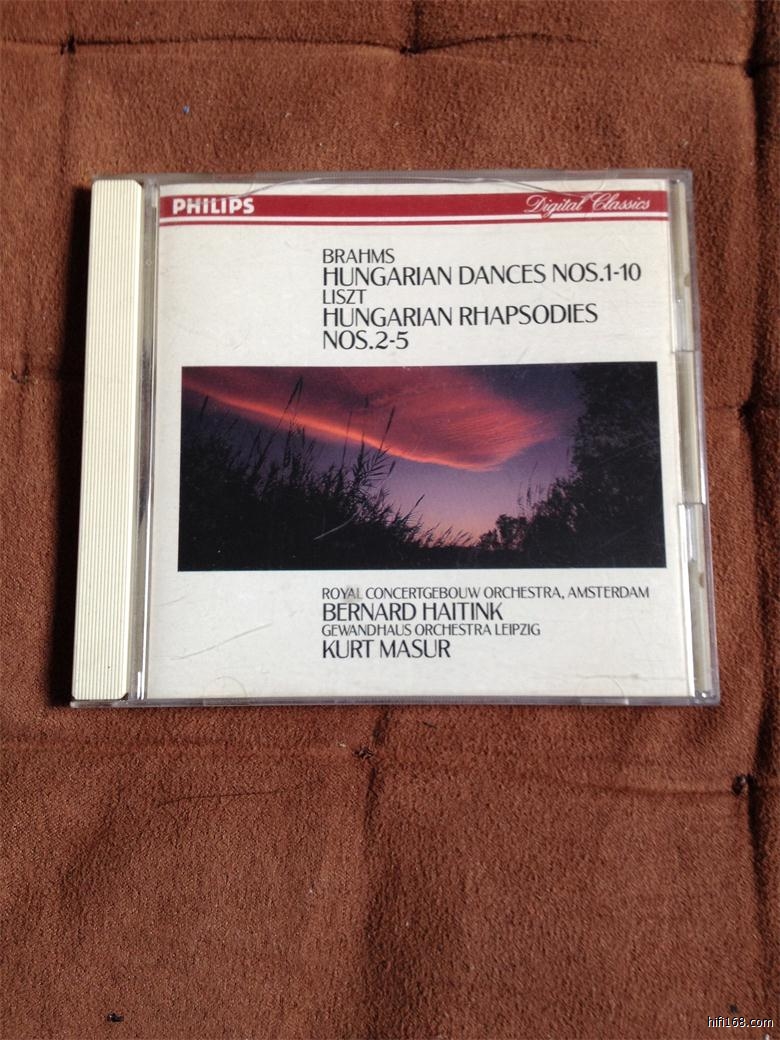 PHILIPS
Digital Classics
BRAHMS
HUNGARIAN DANCES NOS.1-10
LISZT
HUNGARIAN RHAPSODIES
NOS.2-5
ROYAL CONCERTGEBOUW ORCHESTRA, AMSTERDAM
BERNARD HAITINK
GEWANDHAUS ORCHESTRA LEIPZIG
KURT MASUR
hifi168.com